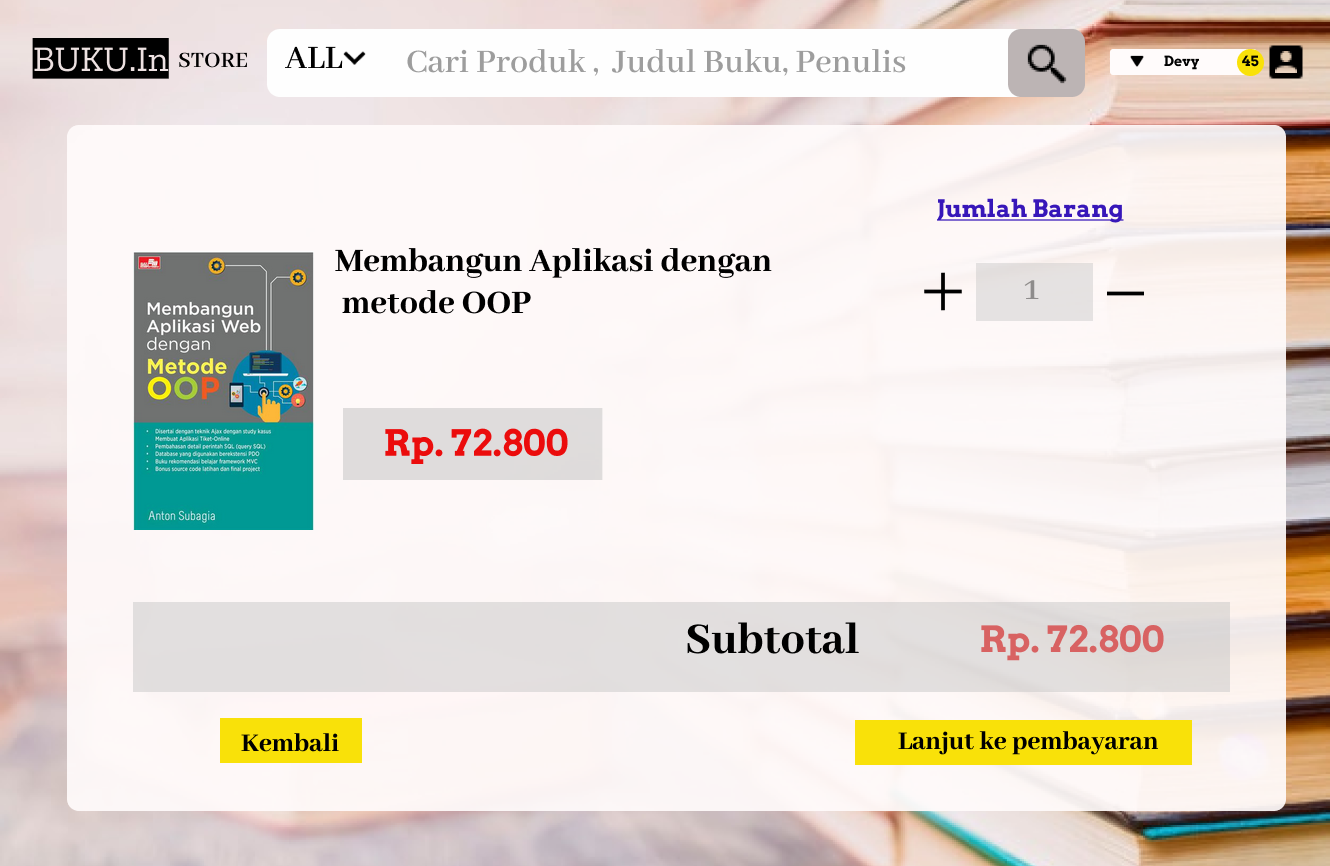 BUKU.In STORE
ALL
Cari Produk , Judul Buku, Penulis
Devy
45
Jumlah Barang
Membangun Aplikasi dengan
metode OOP
1
Rp. 72.800
Membangun
Aplikasi Web
dengan
Metode
OOP
• Disertai dengan teknik Ajax dengan study kasus
Membuat Aplikasi Tiket-Online
• Pembahasan detail perintah SQL (query SQL)
• Database yang digunakan berekstensi PDO
• Buku rekomendasi belajar framework MVC
• Bonus source code latihan dan final project
Anton Subagia
Subtotal
Rp. 72.800
Kembali
Lanjut ke pembayaran